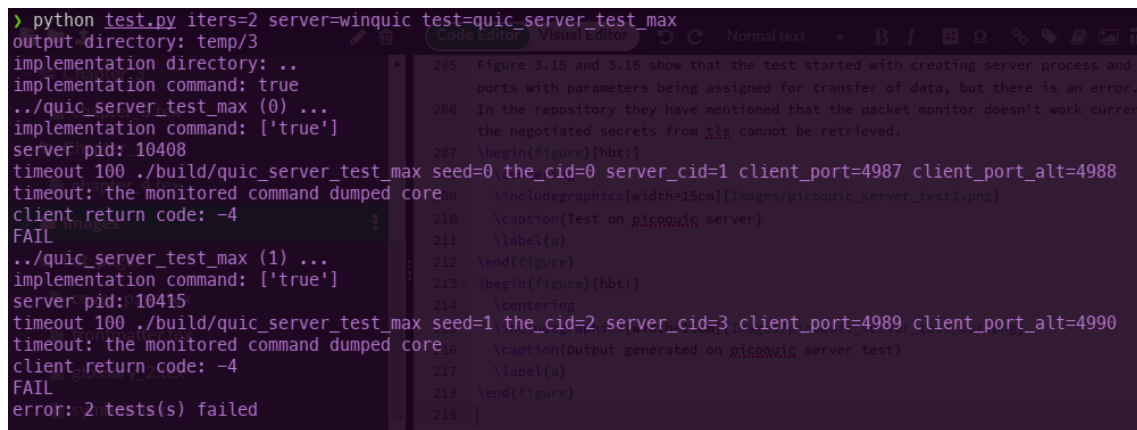 ❯ python test.py iters=2 server=winquic test=quic_server_test_max
output directory: temp/3
implementation directory: ..
implementation command: true
../quic_server_test_max (0) ...
implementation command: ['true']
server pid: 10408
timeout 100 ./build/quic_server_test_max seed=0 the_cid=0 server_cid=1 client_port=4987 client_port_alt=4988
timeout: the monitored command dumped core
client return code: -4
FAIL
../quic_server_test_max (1) ...
implementation command: ['true']
server pid: 10415
timeout 100 ./build/quic_server_test_max seed=1 the_cid=2 server_cid=3 client_port=4989 client_port_alt=4990
timeout: the monitored command dumped core
client return code: -4
FAIL
error: 2 tests(s) failed
Code Editor Visual Editor Normal text B I Ω
205 Figure 3.15 and 3.16 show that the test started with creating server process and
ports with parameters being assigned for transfer of data, but there is an error.
206 In the repository they have mentioned that the packet monitor doesn't work curren
the negotiated secrets from tls cannot be retrieved.
207 \begin{figure}[hbt!]
\includegraphics[width=15cm]{Images/picoquic_server_test1.png}
210 \caption{Test on picoquic server}
211 \label{a}
212 \end{figure}
213 \begin{figure}[hbt!]
214 \centering
216 \caption{Output generated on picoquic server test}
217 \label{a}
218 \end{figure}
219
Images
glossary_2.tex